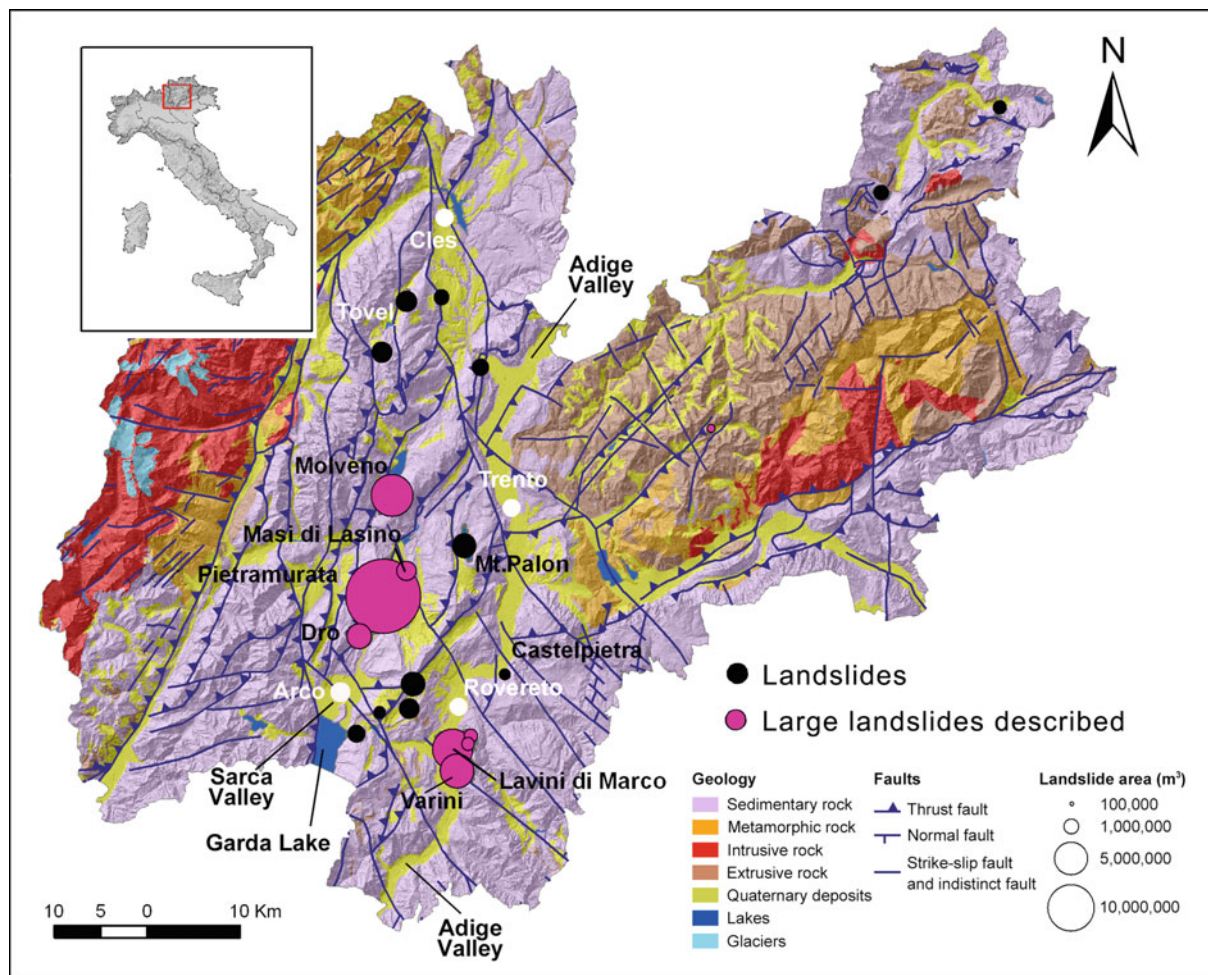 N
Cles
Adige
Valley
Tovel
Molveno
Trento
Masi di Lasino
Pietramurata
Mt.Palon
Dro
Castelpietra
Arco
Rovereto
Landslides
Large landslides described
Sarca
Valley
Varini
Lavini di Marco
Garda Lake
Adige
Valley
10 5 0 10 Km
Geology
Sedimentary rock
Metamorphic rock
Intrusive rock
Extrusive rock
Quaternary deposits
Lakes
Glaciers
Faults
Thrust fault
Normal fault
Strike-slip fault
and indistinct fault
Landslide area (m³)
100,000
1,000,000
5,000,000
10,000,000